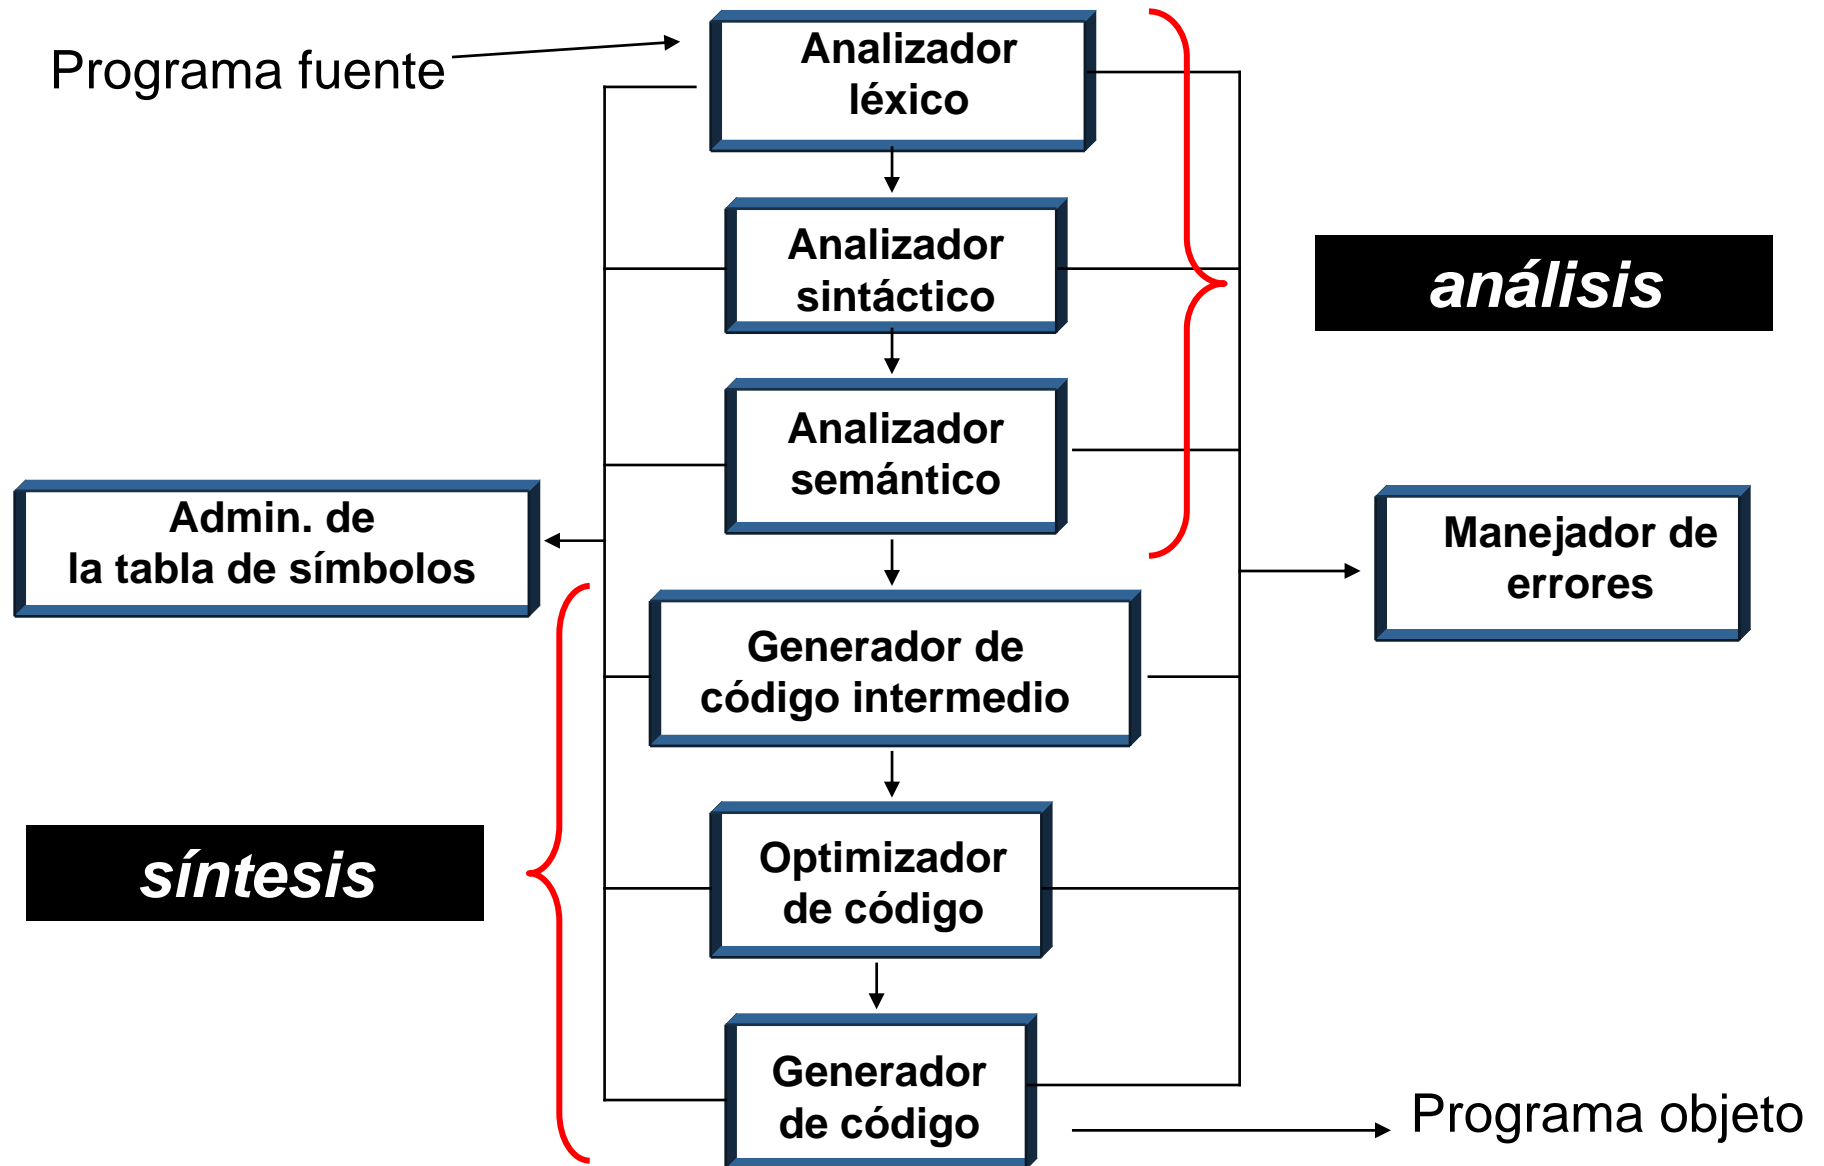 Programa fuente
Analizador
léxico
Analizador
sintáctico
análisis
Analizador
semántico
Admin. de
la tabla de símbolos
Manejador de
errores
Generador de
código intermedio
síntesis
Optimizador
de código
Generador
de código
Programa objeto